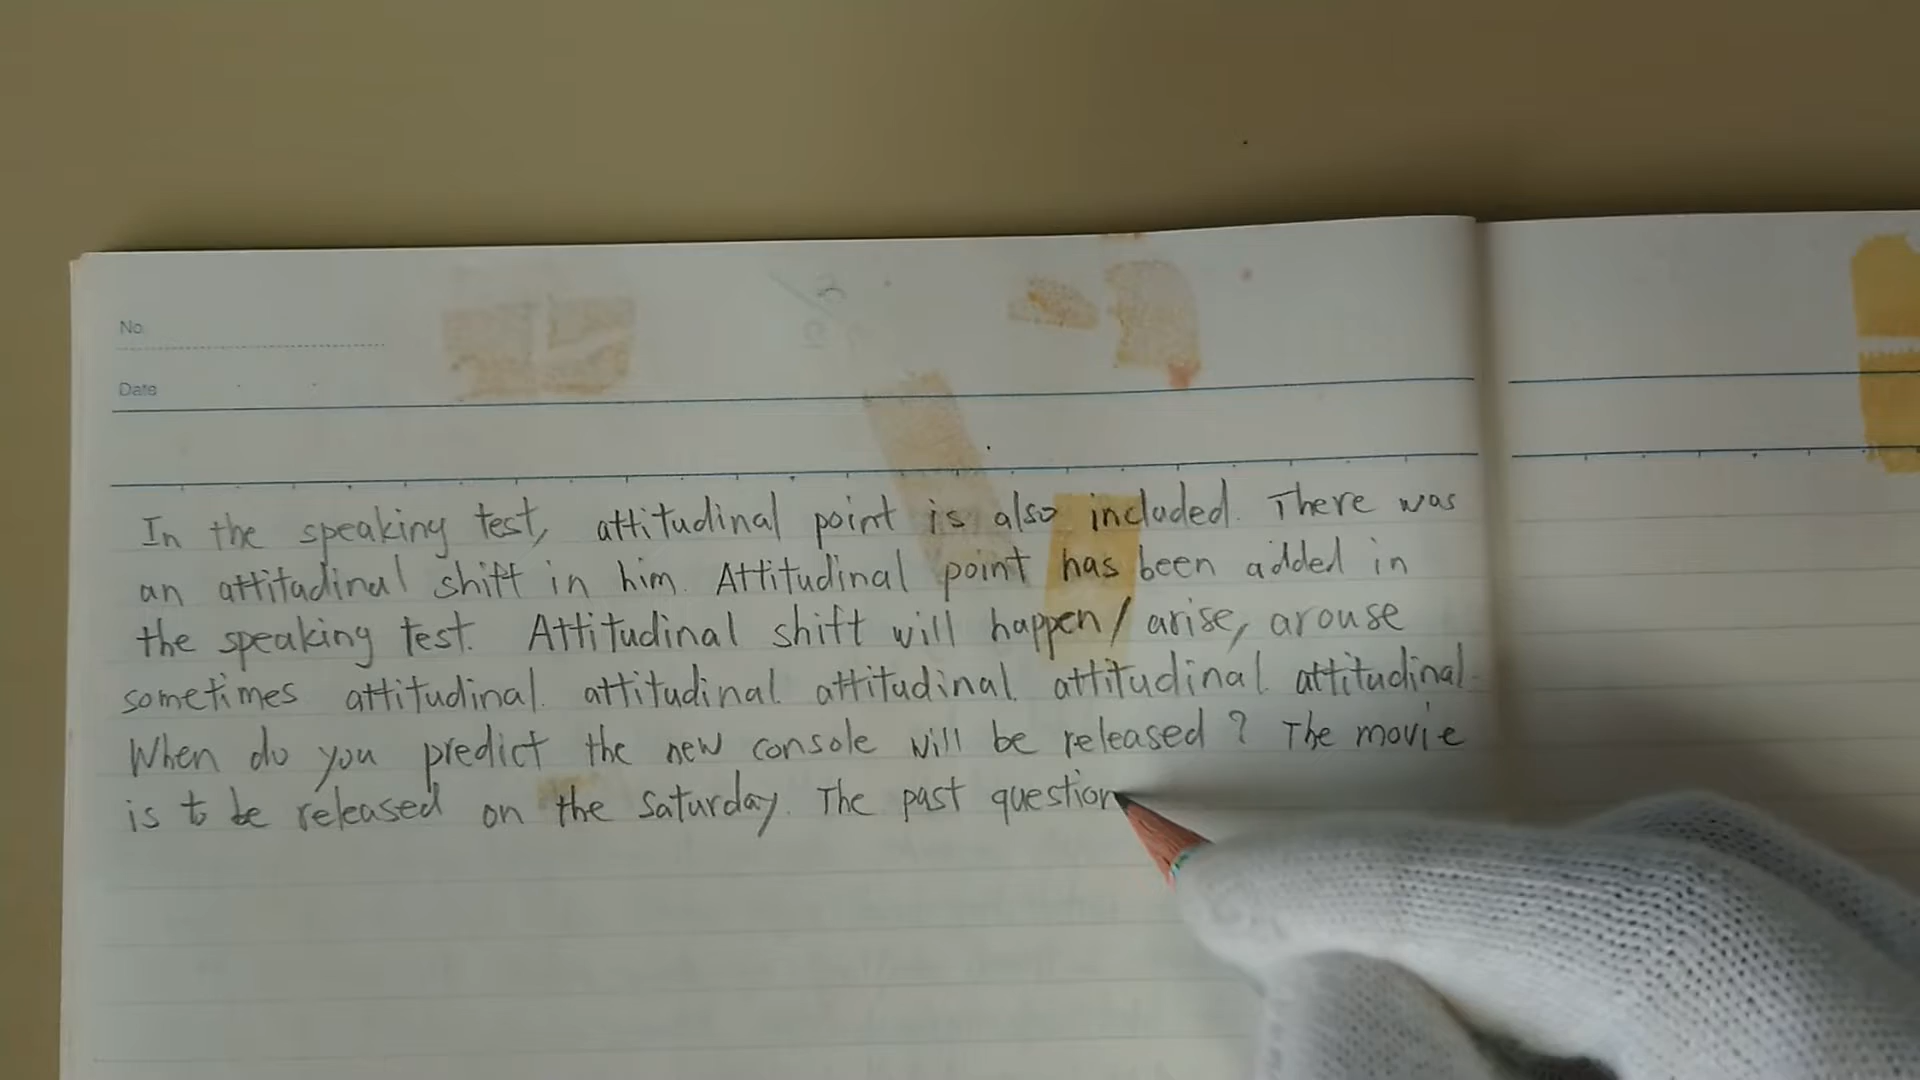 No.
Date
In the speaking test, attitudinal point is also included. There was
an attitudinal shift in him. Attitudinal point has been added in
the speaking test. Attitudinal shift will happen/ arise, arouse
sometimes attitudinal. attitudinal. attitudinal. attitudinal. attitudinal.
When do you predict the new console will be released? The movie
is to be released on the Saturday. The past question